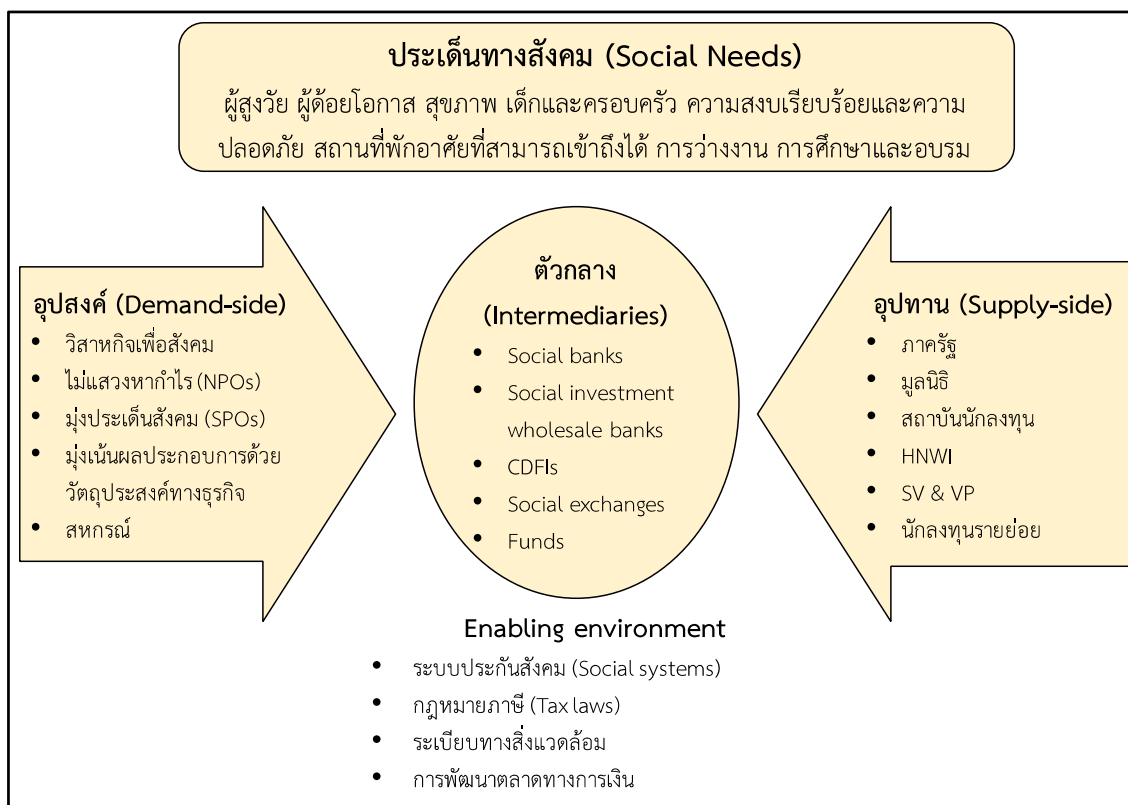 ประเด็นทางสังคม (Social Needs)
ผู้สูงวัย ผู้ด้อยโอกาส สุขภาพ เด็กและครอบครัว ความสงบเรียบร้อยและความ
ปลอดภัย สถานที่พักอาศัยที่สามารถเข้าถึงได้ การว่างงาน การศึกษาและอบรม
อุปสงค์ (Demand-side)
• วิสาหกิจเพื่อสังคม
• ไม่แสวงหากำไร (NPOs)
• มุ่งประเด็นสังคม (SPOs)
• มุ่งเน้นผลประกอบการด้วย
วัตถุประสงค์ทางธุรกิจ
• สหกรณ์
ตัวกลาง
(Intermediaries)
• Social banks
• Social investment
wholesale banks
• CDFIs
• Social exchanges
• Funds
อุปทาน (Supply-side)
• ภาครัฐ
• มูลนิธิ
• สถาบันนักลงทุน
• HNWI
• SV & VP
• นักลงทุนรายย่อย
Enabling environment
• ระบบประกันสังคม (Social systems)
• กฎหมายภาษี (Tax laws)
• ระเบียบทางสิ่งแวดล้อม
• การพัฒนาตลาดทางการเงิน